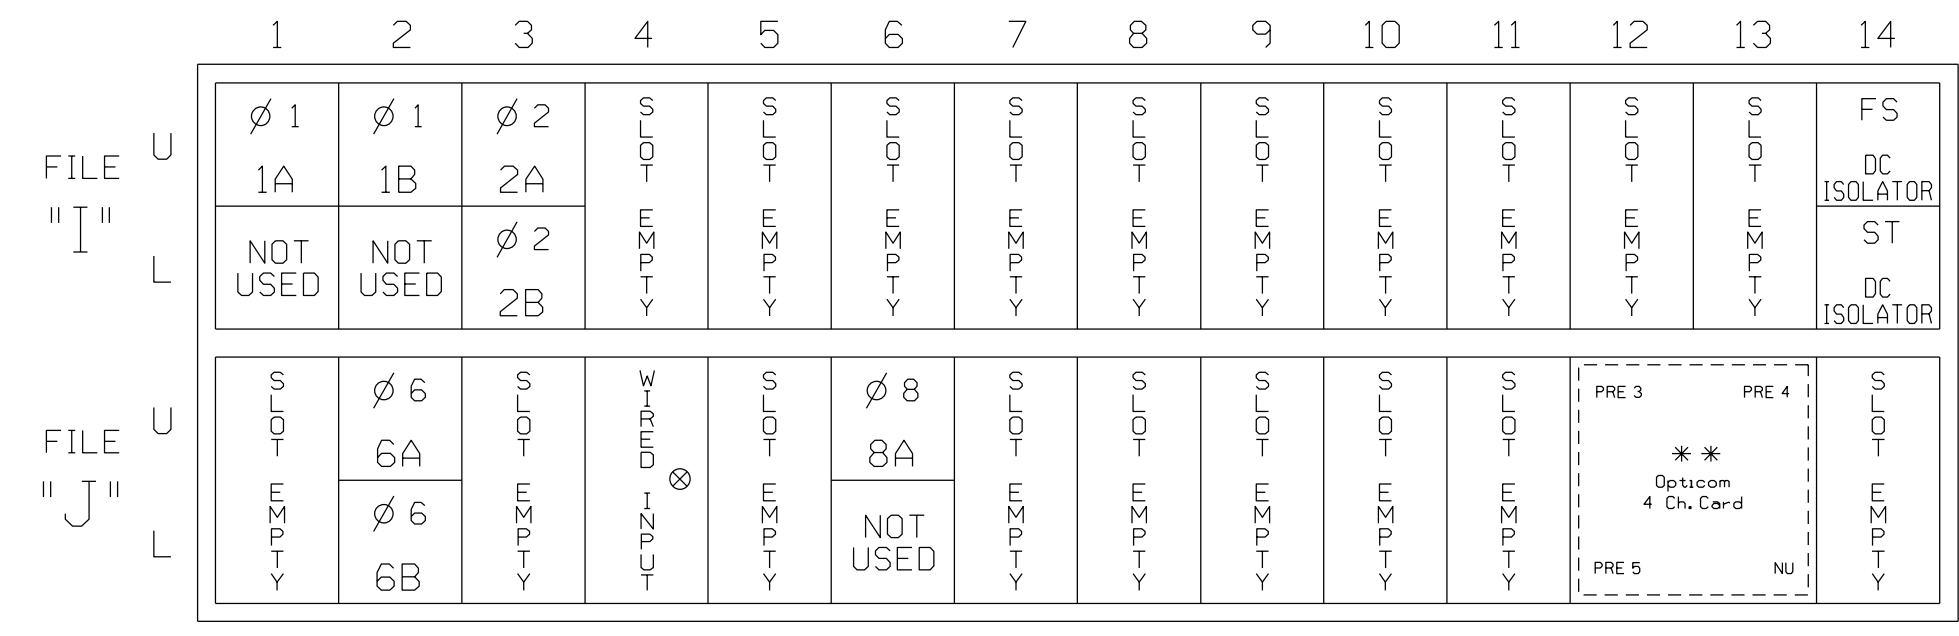 1 2 3 4 5 6 7 8 9 10 11 12 13 14
FILE "I"
U
L
Ø 1
1A
NOT
USED
Ø 1
1B
NOT
USED
Ø 2
2A
Ø 2
2B
SLOT EMPTY
SLOT EMPTY
SLOT EMPTY
SLOT EMPTY
SLOT EMPTY
SLOT EMPTY
SLOT EMPTY
SLOT EMPTY
SLOT EMPTY
SLOT EMPTY
FS
DC
ISOLATOR
ST
DC
ISOLATOR
FILE "J"
U
L
SLOT EMPTY
Ø 6
6A
Ø 6
6B
SLOT EMPTY
WIRED INPUT
⊗
SLOT EMPTY
Ø 8
8A
NOT
USED
SLOT EMPTY
SLOT EMPTY
SLOT EMPTY
SLOT EMPTY
SLOT EMPTY
PRE 3 PRE 4
* *
Opticom
4 Ch. Card
PRE 5 NU
SLOT EMPTY